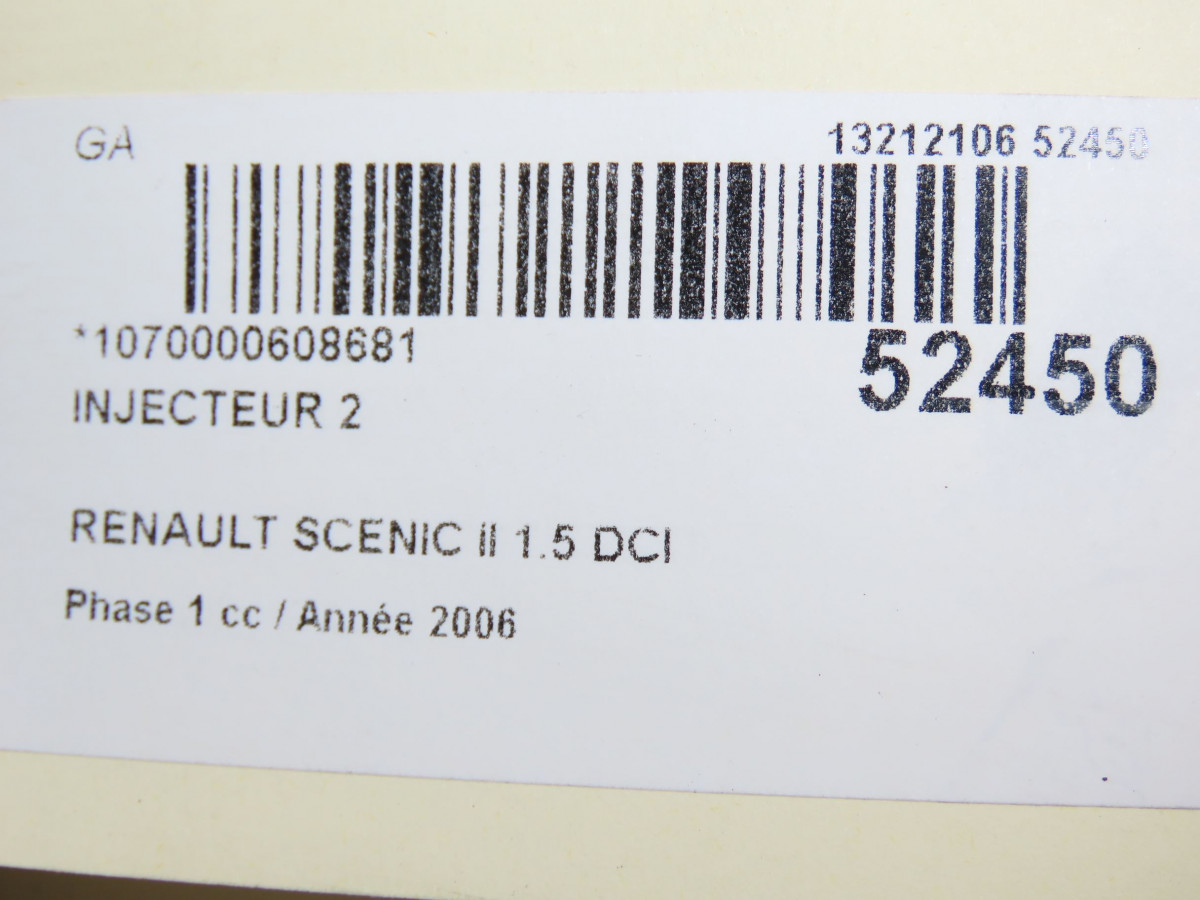 GA 13212106 52450
*1070000608681
52450
INJECTEUR 2
RENAULT SCENIC II 1.5 DCI
Phase 1 cc / Année 2006